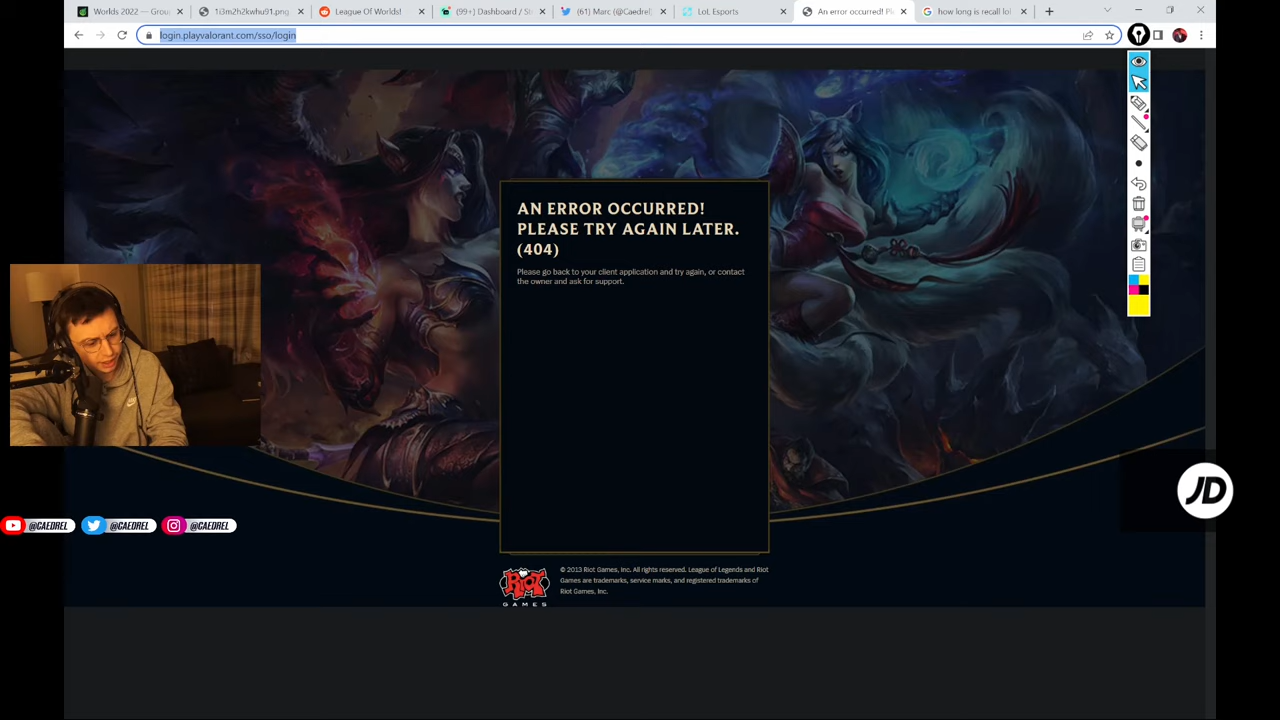 Worlds 2022 — Grou
1i3m2h2kwhu91.png
League Of Worlds!
(99+) Dashboard / St
(61) Marc (@Caedrel)
LoL Esports
An error occurred! Pl
how long is recall lol
login.playvalorant.com/sso/login
AN ERROR OCCURRED!
PLEASE TRY AGAIN LATER.
(404)
Please go back to your client application and try again, or contact
the owner and ask for support.
@CAEDREL
@CAEDREL
@CAEDREL
JD
RIOT
GAMES
© 2013 Riot Games, Inc. All rights reserved. League of Legends and Riot
Games are trademarks, service marks, and registered trademarks of
Riot Games, Inc.